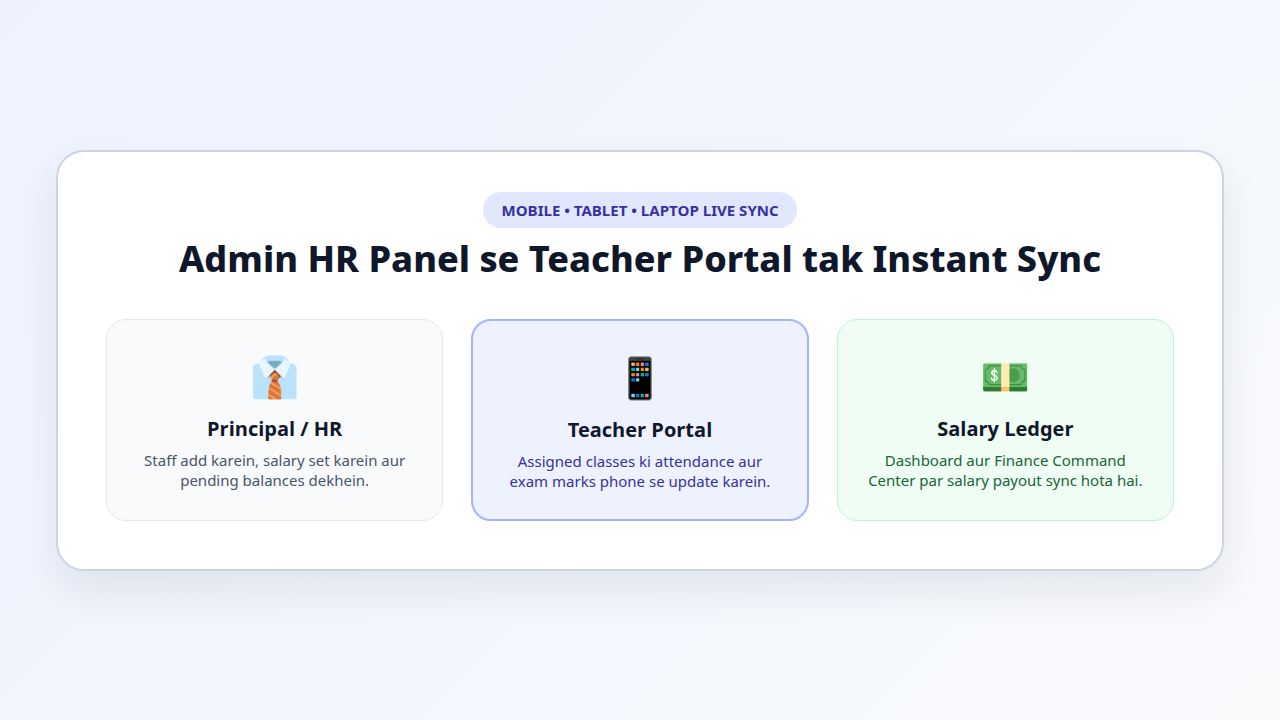 MOBILE • TABLET • LAPTOP LIVE SYNC
Admin HR Panel se Teacher Portal tak Instant Sync
Principal / HR
Staff add karein, salary set karein aur
pending balances dekhein.
Teacher Portal
Assigned classes ki attendance aur
exam marks phone se update karein.
Salary Ledger
Dashboard aur Finance Command
Center par salary payout sync hota hai.